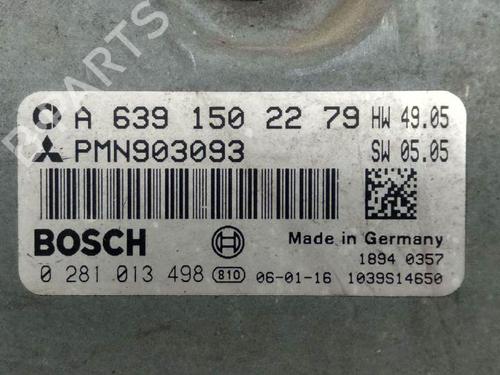 B-PARTS
A 639 150 22 79 HW 49.05
PMN903093 SW 05.05
BOSCH Made in Germany
1894 0357
0 281 013 498 810 06-01-16 1039S14650